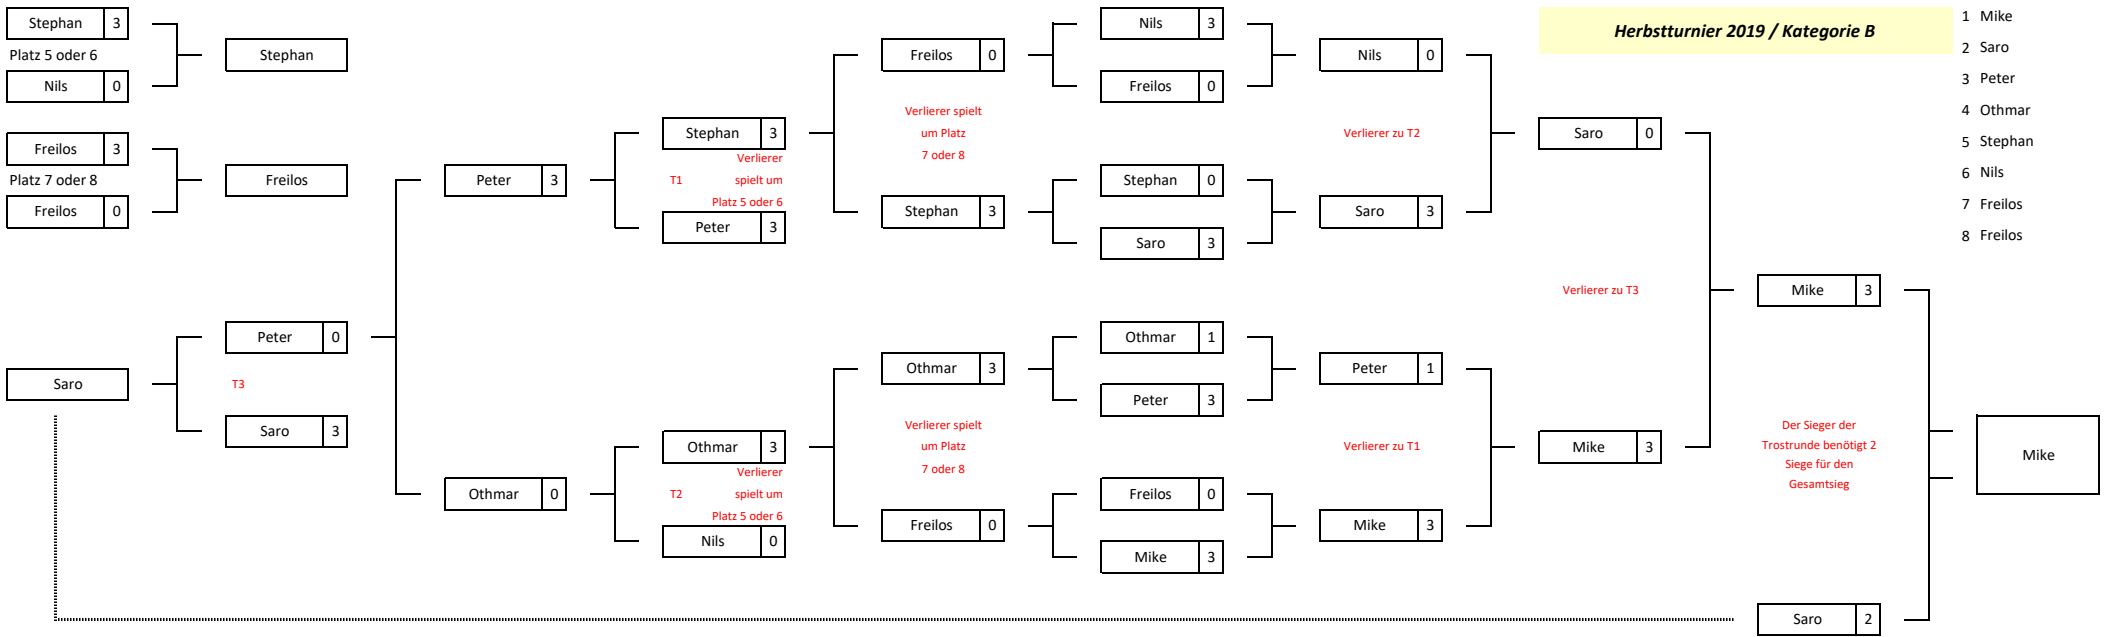 Stephan 3
Platz 5 oder 6
Nils 0
Stephan
Freilos 3
Platz 7 oder 8
Freilos 0
Freilos
Saro
Peter 0
T3
Saro 3
Peter 3
Othmar 0
Stephan 3
Verlierer
T1 spielt um
Platz 5 oder 6
Peter 3
Othmar 3
Verlierer
T2 spielt um
Platz 5 oder 6
Nils 0
Freilos 0
Verlierer spielt
um Platz
7 oder 8
Stephan 3
Othmar 3
Verlierer spielt
um Platz
7 oder 8
Freilos 0
Nils 3
Freilos 0
Stephan 0
Saro 3
Othmar 1
Peter 3
Freilos 0
Mike 3
Nils 0
Verlierer zu T2
Saro 3
Peter 1
Verlierer zu T1
Mike 3
Herbstturnier 2019 / Kategorie B
Saro 0
Verlierer zu T3
Mike 3
Mike 3
Der Sieger der
Trostrunde benötigt 2
Siege für den
Gesamtsieg
Saro 2
Mike
1 Mike
2 Saro
3 Peter
4 Othmar
5 Stephan
6 Nils
7 Freilos
8 Freilos